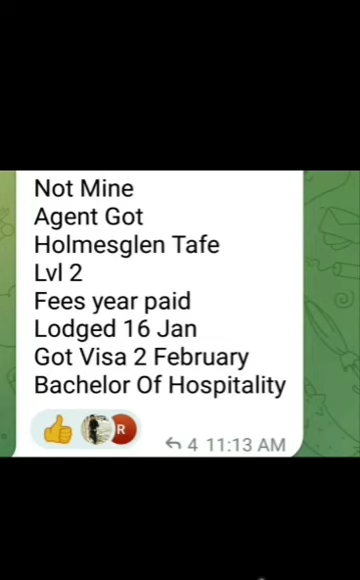 Not Mine
Agent Got
Holmesglen Tafe
Lvl 2
Fees year paid
Lodged 16 Jan
Got Visa 2 February
Bachelor Of Hospitality
R
4 11:13 AM